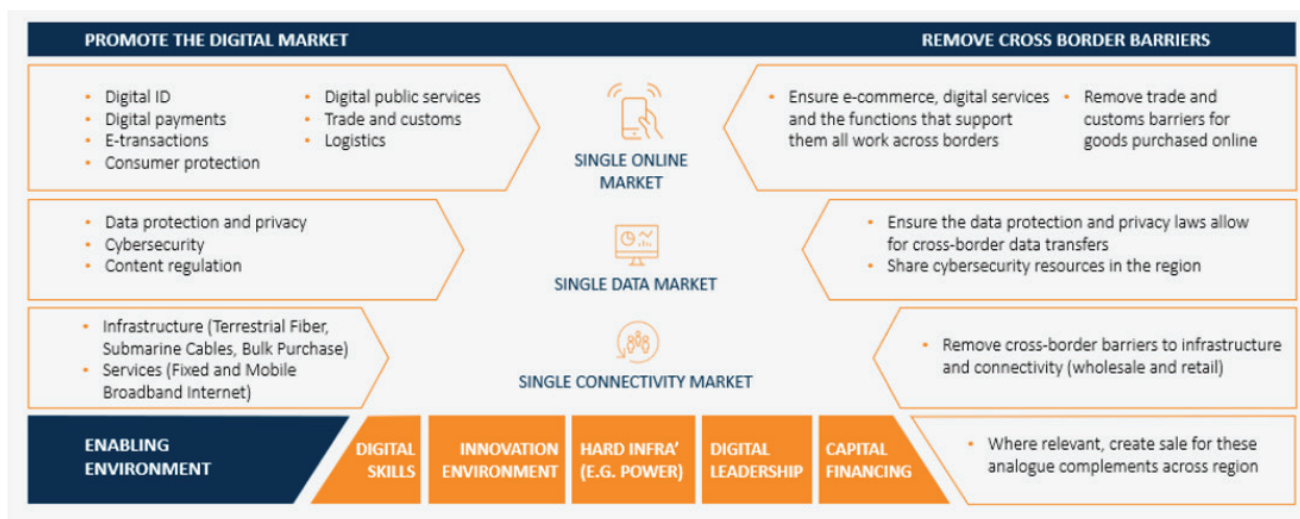 PROMOTE THE DIGITAL MARKET
REMOVE CROSS BORDER BARRIERS
• Digital ID
• Digital payments
• E-transactions
• Consumer protection
• Digital public services
• Trade and customs
• Logistics
SINGLE ONLINE
MARKET
• Ensure e-commerce, digital services
and the functions that support
them all work across borders
• Remove trade and
customs barriers for
goods purchased online
• Data protection and privacy
• Cybersecurity
• Content regulation
SINGLE DATA MARKET
• Ensure the data protection and privacy laws allow
for cross-border data transfers
• Share cybersecurity resources in the region
• Infrastructure (Terrestrial Fiber,
Submarine Cables, Bulk Purchase)
• Services (Fixed and Mobile
Broadband Internet)
SINGLE CONNECTIVITY MARKET
• Remove cross-border barriers to infrastructure
and connectivity (wholesale and retail)
ENABLING
ENVIRONMENT
DIGITAL
SKILLS
INNOVATION
ENVIRONMENT
HARD INFRA'
(E.G. POWER)
DIGITAL
LEADERSHIP
CAPITAL
FINANCING
• Where relevant, create sale for these
analogue complements across region